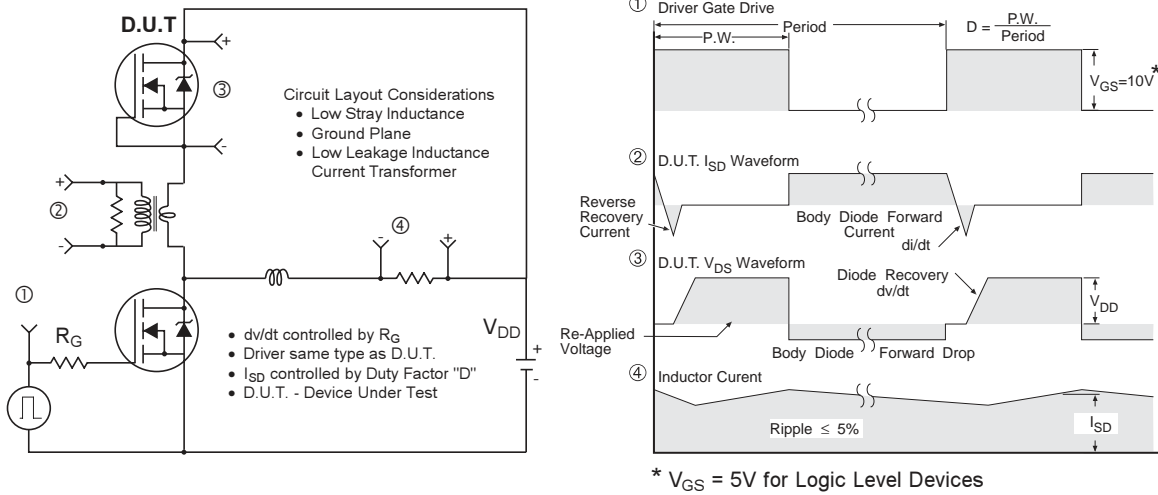 D.U.T
+
③
-
Circuit Layout Considerations
• Low Stray Inductance
• Ground Plane
• Low Leakage Inductance
Current Transformer
+
②
-
④
- +
①
RG
• dv/dt controlled by RG
• Driver same type as D.U.T.
• ISD controlled by Duty Factor "D"
• D.U.T. - Device Under Test
VDD
+
-
① Driver Gate Drive
Period
P.W.
D = P.W.
Period
VGS=10V*
② D.U.T. ISD Waveform
Reverse
Recovery
Current
Body Diode Forward
Current
di/dt
③ D.U.T. VDS Waveform
Diode Recovery
dv/dt
VDD
Re-Applied
Voltage
Body Diode Forward Drop
④ Inductor Curent
Ripple ≤ 5%
ISD
* VGS = 5V for Logic Level Devices